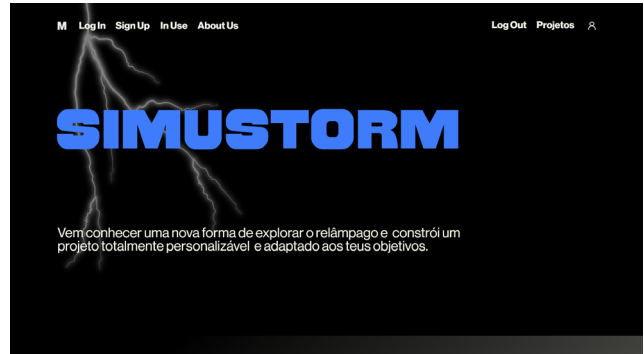 M Log In Sign Up In Use About Us Log Out Projetos
SIMUSTORM
Vem conhecer uma nova forma de explorar o relâmpago e constrói um
projeto totalmente personalizável e adaptado aos teus objetivos.